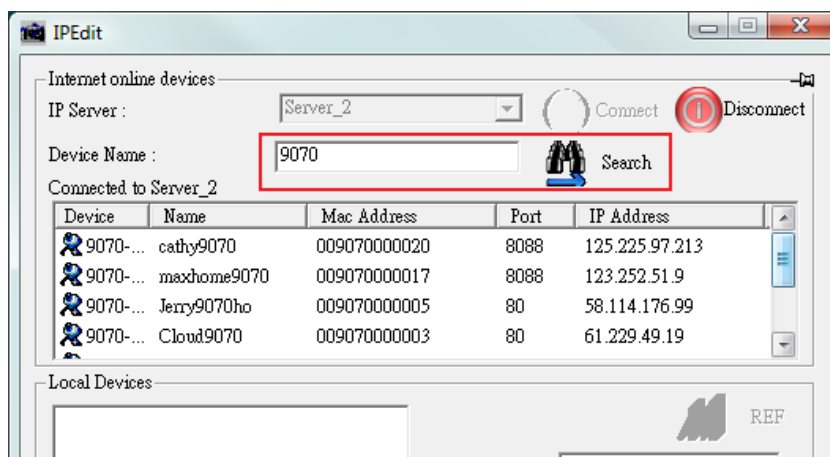 IPEdit
Internet online devices
IP Server : Server_2 Connect Disconnect
Device Name : 9070 Search
Connected to Server_2
Device Name Mac Address Port IP Address
9070-... cathy9070 009070000020 8088 125.225.97.213
9070-... maxhome9070 009070000017 8088 123.252.51.9
9070-... Jerry9070ho 009070000005 80 58.114.176.99
9070-... Cloud9070 009070000003 80 61.229.49.19
Local Devices
REF